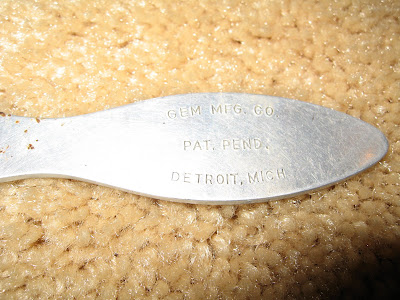 GEM MFG. CO
PAT. PEND.
DETROIT, MICH